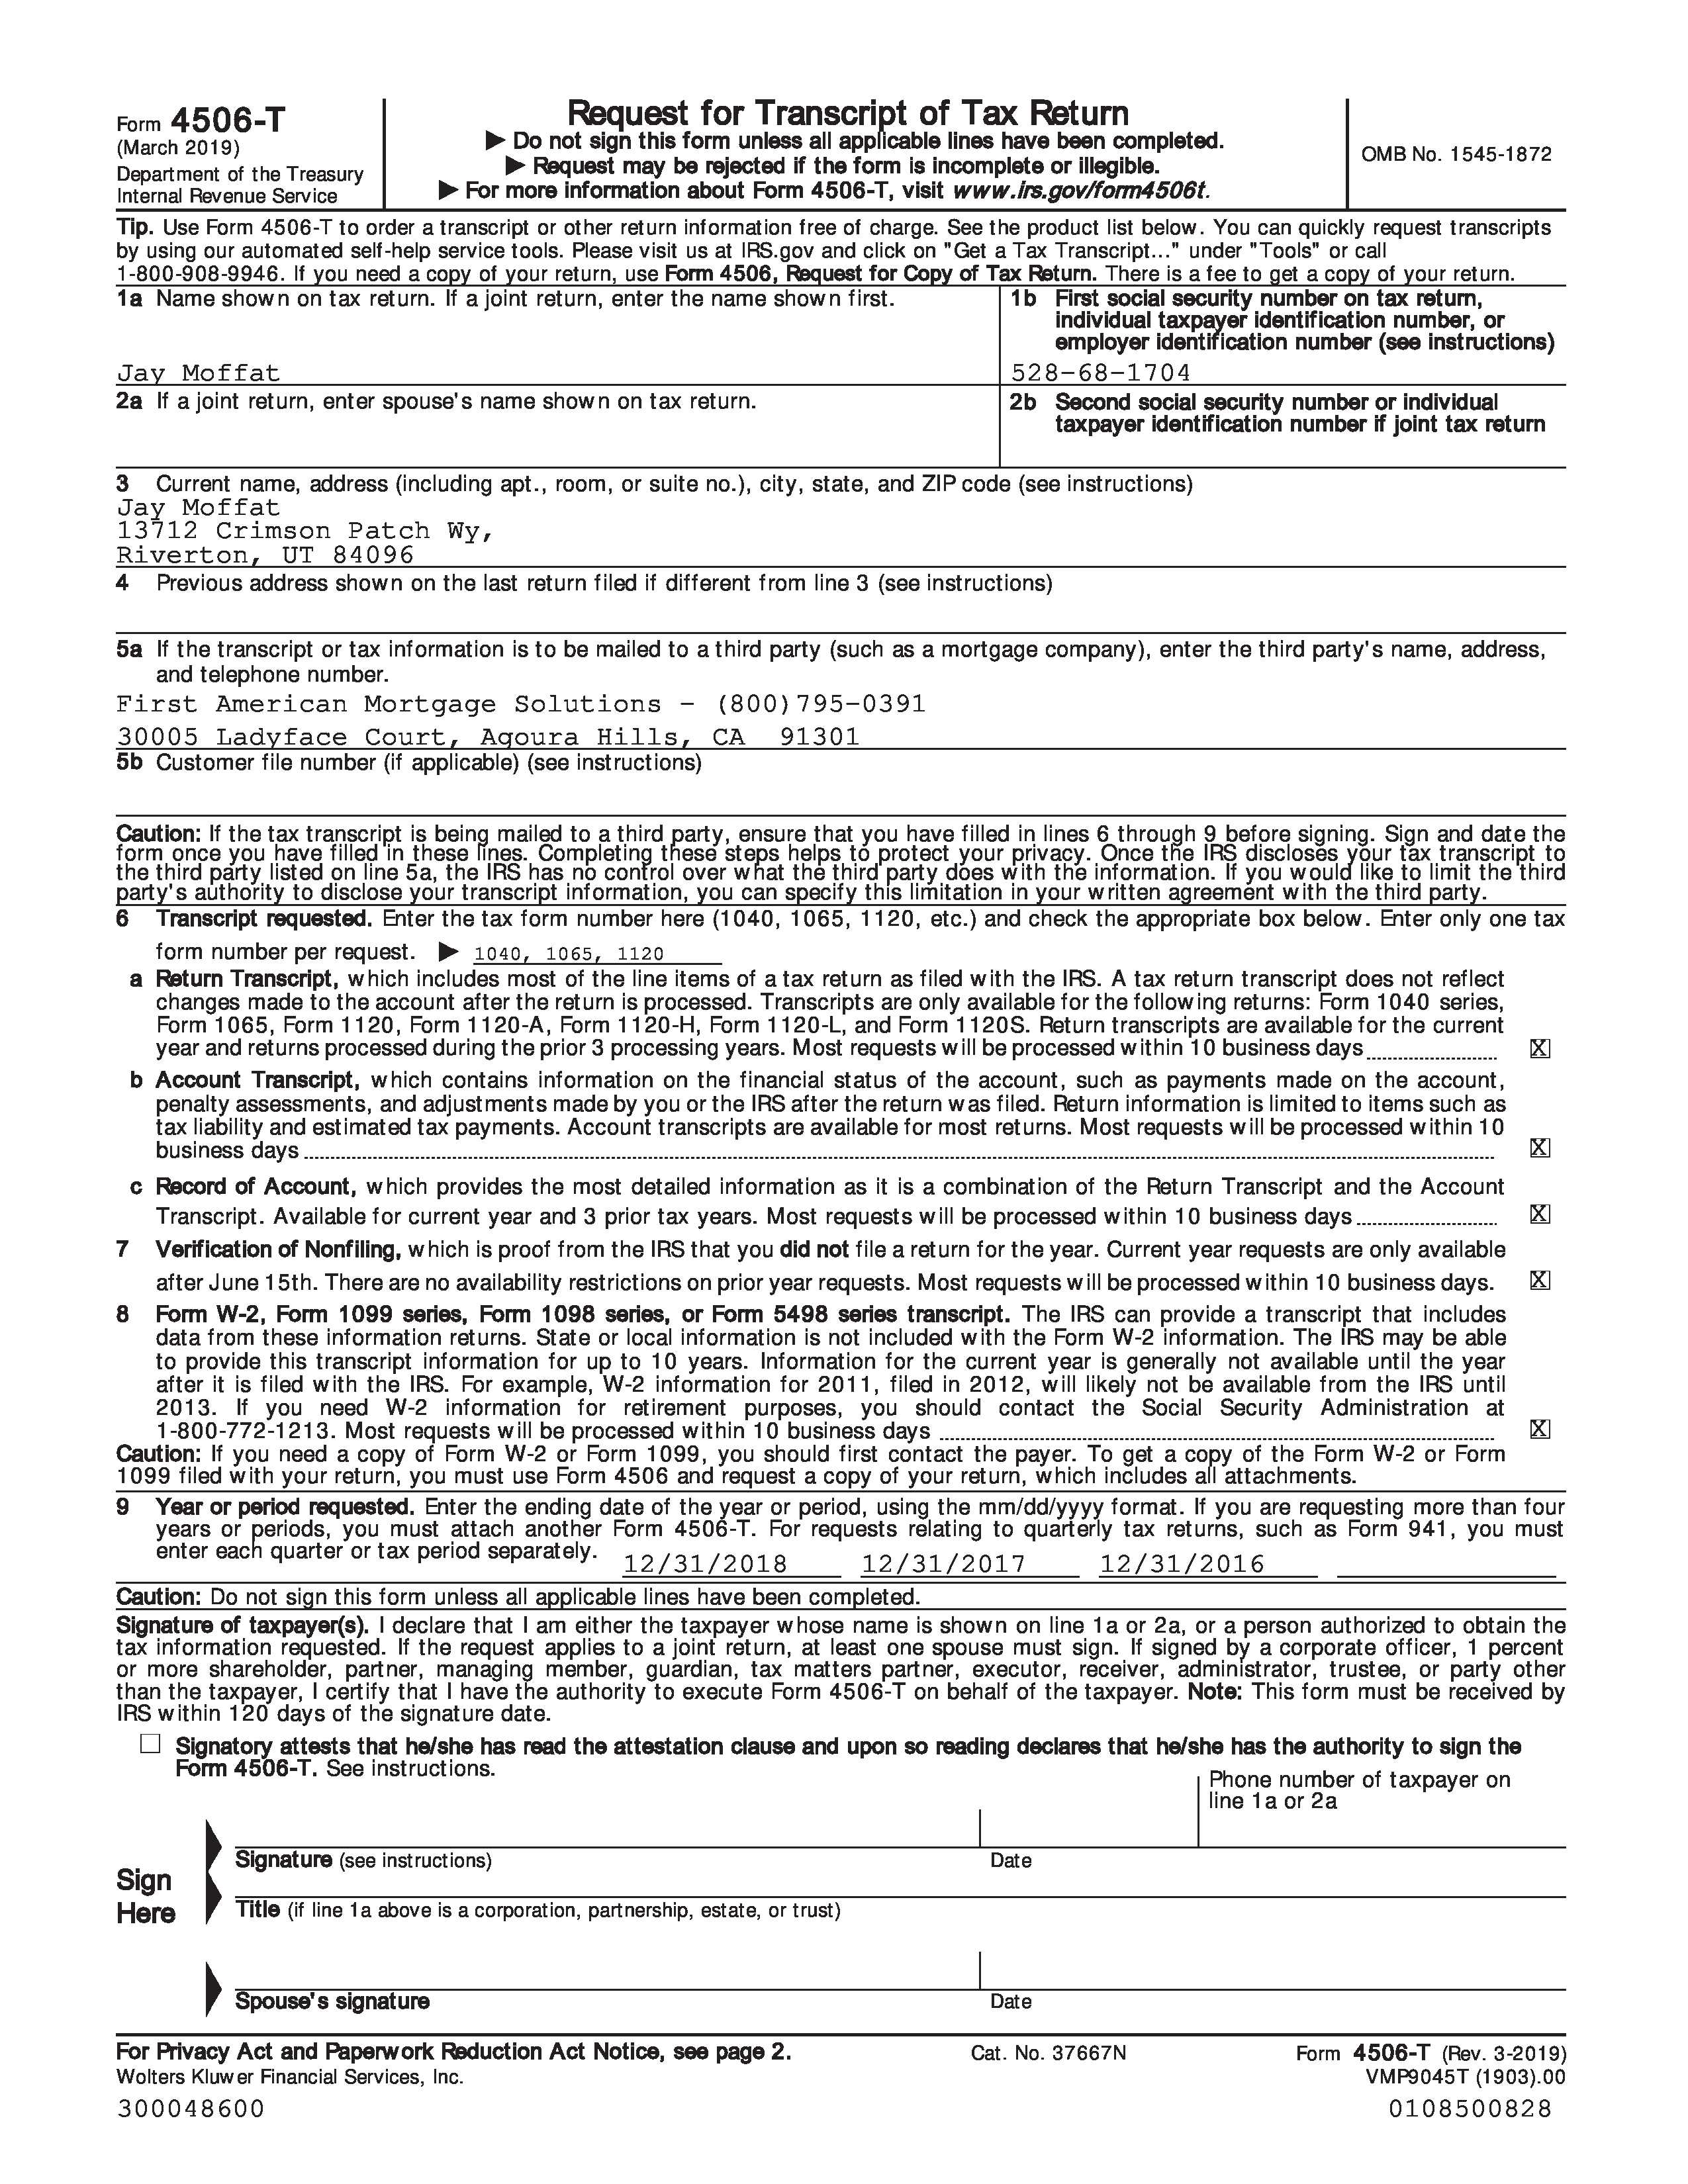 Form 4506-T
(March 2019)
Department of the Treasury
Internal Revenue Service
Request for Transcript of Tax Return
▶ Do not sign this form unless all applicable lines have been completed.
▶ Request may be rejected if the form is incomplete or illegible.
▶ For more information about Form 4506-T, visit www.irs.gov/form4506t.
OMB No. 1545-1872
Tip. Use Form 4506-T to order a transcript or other return information free of charge. See the product list below. You can quickly request transcripts
by using our automated self-help service tools. Please visit us at IRS.gov and click on "Get a Tax Transcript..." under "Tools" or call
1-800-908-9946. If you need a copy of your return, use Form 4506, Request for Copy of Tax Return. There is a fee to get a copy of your return.
1a Name shown on tax return. If a joint return, enter the name shown first.
Jay Moffat
1b First social security number on tax return,
individual taxpayer identification number, or
employer identification number (see instructions)
528-68-1704
2a If a joint return, enter spouse's name shown on tax return.
2b Second social security number or individual
taxpayer identification number if joint tax return
3 Current name, address (including apt., room, or suite no.), city, state, and ZIP code (see instructions)
Jay Moffat
13712 Crimson Patch Wy,
Riverton, UT 84096
4 Previous address shown on the last return filed if different from line 3 (see instructions)
5a If the transcript or tax information is to be mailed to a third party (such as a mortgage company), enter the third party's name, address,
and telephone number.
First American Mortgage Solutions - (800)795-0391
30005 Ladyface Court, Agoura Hills, CA 91301
5b Customer file number (if applicable) (see instructions)
Caution: If the tax transcript is being mailed to a third party, ensure that you have filled in lines 6 through 9 before signing. Sign and date the
form once you have filled in these lines. Completing these steps helps to protect your privacy. Once the IRS discloses your tax transcript to
the third party listed on line 5a, the IRS has no control over what the third party does with the information. If you would like to limit the third
party's authority to disclose your transcript information, you can specify this limitation in your written agreement with the third party.
6 Transcript requested. Enter the tax form number here (1040, 1065, 1120, etc.) and check the appropriate box below. Enter only one tax
form number per request. ▶ 1040, 1065, 1120
a Return Transcript, which includes most of the line items of a tax return as filed with the IRS. A tax return transcript does not reflect
changes made to the account after the return is processed. Transcripts are only available for the following returns: Form 1040 series,
Form 1065, Form 1120, Form 1120-A, Form 1120-H, Form 1120-L, and Form 1120S. Return transcripts are available for the current
year and returns processed during the prior 3 processing years. Most requests will be processed within 10 business days X
b Account Transcript, which contains information on the financial status of the account, such as payments made on the account,
penalty assessments, and adjustments made by you or the IRS after the return was filed. Return information is limited to items such as
tax liability and estimated tax payments. Account transcripts are available for most returns. Most requests will be processed within 10
business days X
c Record of Account, which provides the most detailed information as it is a combination of the Return Transcript and the Account
Transcript. Available for current year and 3 prior tax years. Most requests will be processed within 10 business days X
7 Verification of Nonfiling, which is proof from the IRS that you did not file a return for the year. Current year requests are only available
after June 15th. There are no availability restrictions on prior year requests. Most requests will be processed within 10 business days. X
8 Form W-2, Form 1099 series, Form 1098 series, or Form 5498 series transcript. The IRS can provide a transcript that includes
data from these information returns. State or local information is not included with the Form W-2 information. The IRS may be able
to provide this transcript information for up to 10 years. Information for the current year is generally not available until the year
after it is filed with the IRS. For example, W-2 information for 2011, filed in 2012, will likely not be available from the IRS until
2013. If you need W-2 information for retirement purposes, you should contact the Social Security Administration at
1-800-772-1213. Most requests will be processed within 10 business days X
Caution: If you need a copy of Form W-2 or Form 1099, you should first contact the payer. To get a copy of the Form W-2 or Form
1099 filed with your return, you must use Form 4506 and request a copy of your return, which includes all attachments.
9 Year or period requested. Enter the ending date of the year or period, using the mm/dd/yyyy format. If you are requesting more than four
years or periods, you must attach another Form 4506-T. For requests relating to quarterly tax returns, such as Form 941, you must
enter each quarter or tax period separately. 12/31/2018 12/31/2017 12/31/2016
Caution: Do not sign this form unless all applicable lines have been completed.
Signature of taxpayer(s). I declare that I am either the taxpayer whose name is shown on line 1a or 2a, or a person authorized to obtain the
tax information requested. If the request applies to a joint return, at least one spouse must sign. If signed by a corporate officer, 1 percent
or more shareholder, partner, managing member, guardian, tax matters partner, executor, receiver, administrator, trustee, or party other
than the taxpayer, I certify that I have the authority to execute Form 4506-T on behalf of the taxpayer. Note: This form must be received by
IRS within 120 days of the signature date.
Signatory attests that he/she has read the attestation clause and upon so reading declares that he/she has the authority to sign the
Form 4506-T. See instructions.
Phone number of taxpayer on
line 1a or 2a
Sign
Here
Signature (see instructions) Date
Title (if line 1a above is a corporation, partnership, estate, or trust)
Spouse's signature Date
For Privacy Act and Paperwork Reduction Act Notice, see page 2. Cat. No. 37667N Form 4506-T (Rev. 3-2019)
Wolters Kluwer Financial Services, Inc. VMP9045T (1903).00
300048600 0108500828